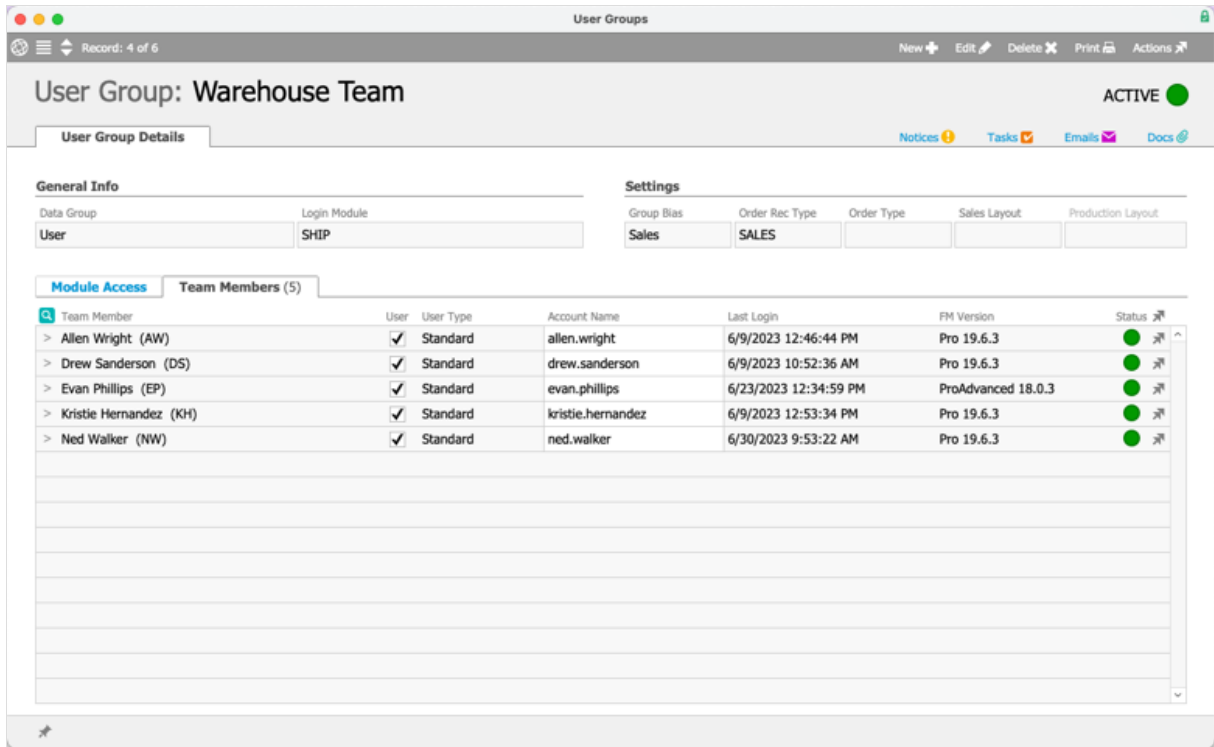 User Groups
Record: 4 of 6 New Edit Delete Print Actions
User Group: Warehouse Team ACTIVE
User Group Details Notices Tasks Emails Docs
General Info Settings
Data Group Login Module Group Bias Order Rec Type Order Type Sales Layout Production Layout
User SHIP Sales SALES
Module Access Team Members (5)
Team Member User User Type Account Name Last Login FM Version Status
> Allen Wright (AW) Standard allen.wright 6/9/2023 12:46:44 PM Pro 19.6.3
> Drew Sanderson (DS) Standard drew.sanderson 6/9/2023 10:52:36 AM Pro 19.6.3
> Evan Phillips (EP) Standard evan.phillips 6/23/2023 12:34:59 PM ProAdvanced 18.0.3
> Kristie Hernandez (KH) Standard kristie.hernandez 6/9/2023 12:53:34 PM Pro 19.6.3
> Ned Walker (NW) Standard ned.walker 6/30/2023 9:53:22 AM Pro 19.6.3